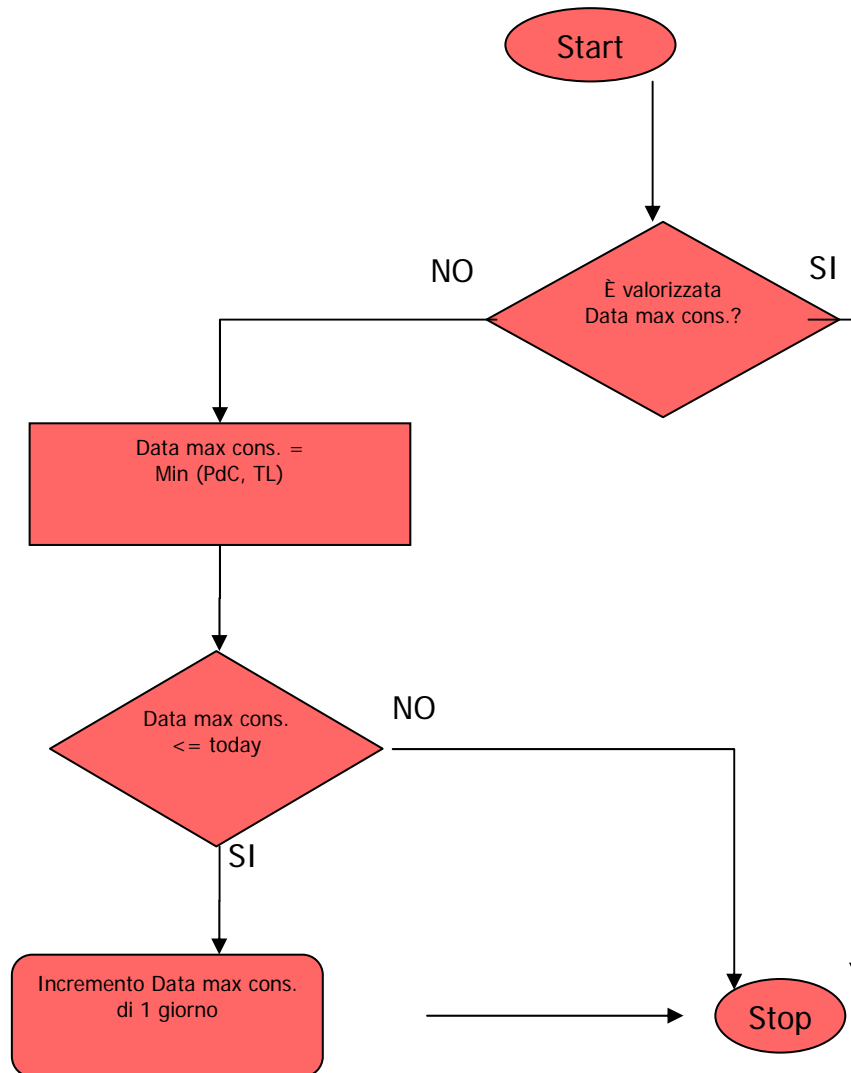 Start
NO
SI
È valorizzata
Data max cons.?
Data max cons. =
Min (PdC, TL)
Data max cons.
<= today
NO
SI
Incremento Data max cons.
di 1 giorno
Stop